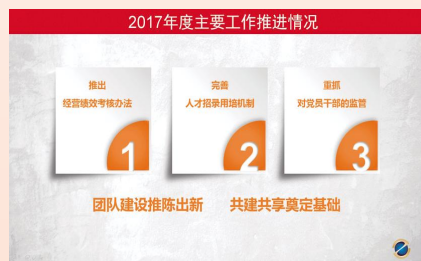 2017年度主要工作推进情况
推出
经营绩效考核办法
1
完善
人才招录用培机制
2
重抓
对党员干部的监管
3
团队建设推陈出新 共建共享奠定基础